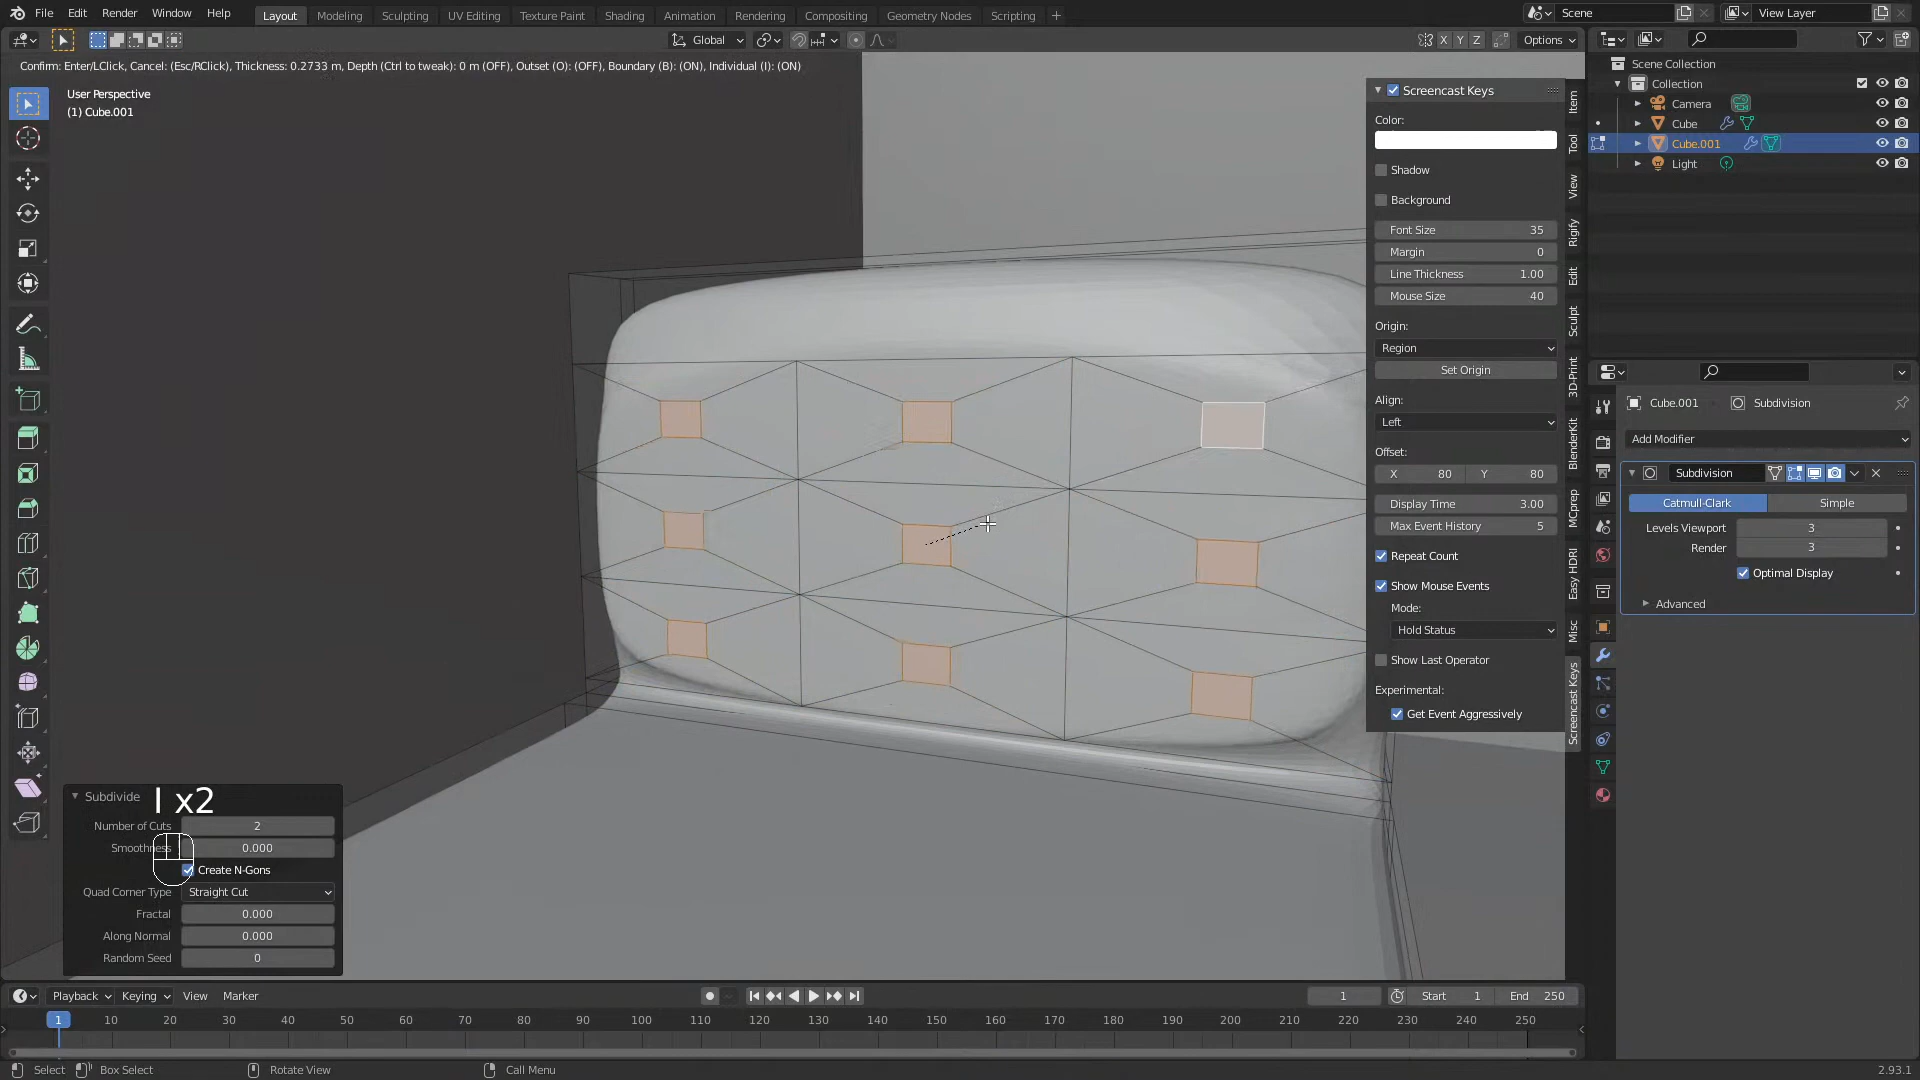 File Edit Render Window Help Layout Modeling Sculpting UV Editing Texture Paint Shading Animation Rendering Compositing Geometry Nodes Scripting + Scene View Layer
Global X Y Z Options
Confirm: Enter/LClick, Cancel: (Esc/RClick), Thickness: 0.2733 m, Depth (Ctrl to tweak): 0 m (OFF), Outset (O): (OFF), Boundary (B): (ON), Individual (I): (ON)
User Perspective
(1) Cube.001
Screencast Keys
Color:
Shadow
Background
Font Size 35
Margin 0
Line Thickness 1.00
Mouse Size 40
Origin:
Region
Set Origin
Align:
Left
Offset:
X 80 Y 80
Display Time 3.00
Max Event History 5
Repeat Count
Show Mouse Events
Mode:
Hold Status
Show Last Operator
Experimental:
Get Event Aggressively
Item
Tool
View
Rigify
Edit
Sculpt
3D-Print
BlenderKit
MCprep
Easy HDRI
Misc
Screencast Keys
Scene Collection
Collection
Camera
Cube
Cube.001
Light
Cube.001 Subdivision
Add Modifier
Subdivision
Catmull-Clark Simple
Levels Viewport 3
Render 3
Optimal Display
Advanced
Subdivide
I x2
Number of Cuts 2
Smoothness 0.000
Create N-Gons
Quad Corner Type Straight Cut
Fractal 0.000
Along Normal 0.000
Random Seed 0
Playback Keying View Marker 1 Start 1 End 250
1 10 20 30 40 50 60 70 80 90 100 110 120 130 140 150 160 170 180 190 200 210 220 230 240 250
Select Box Select Rotate View Call Menu 2.93.1